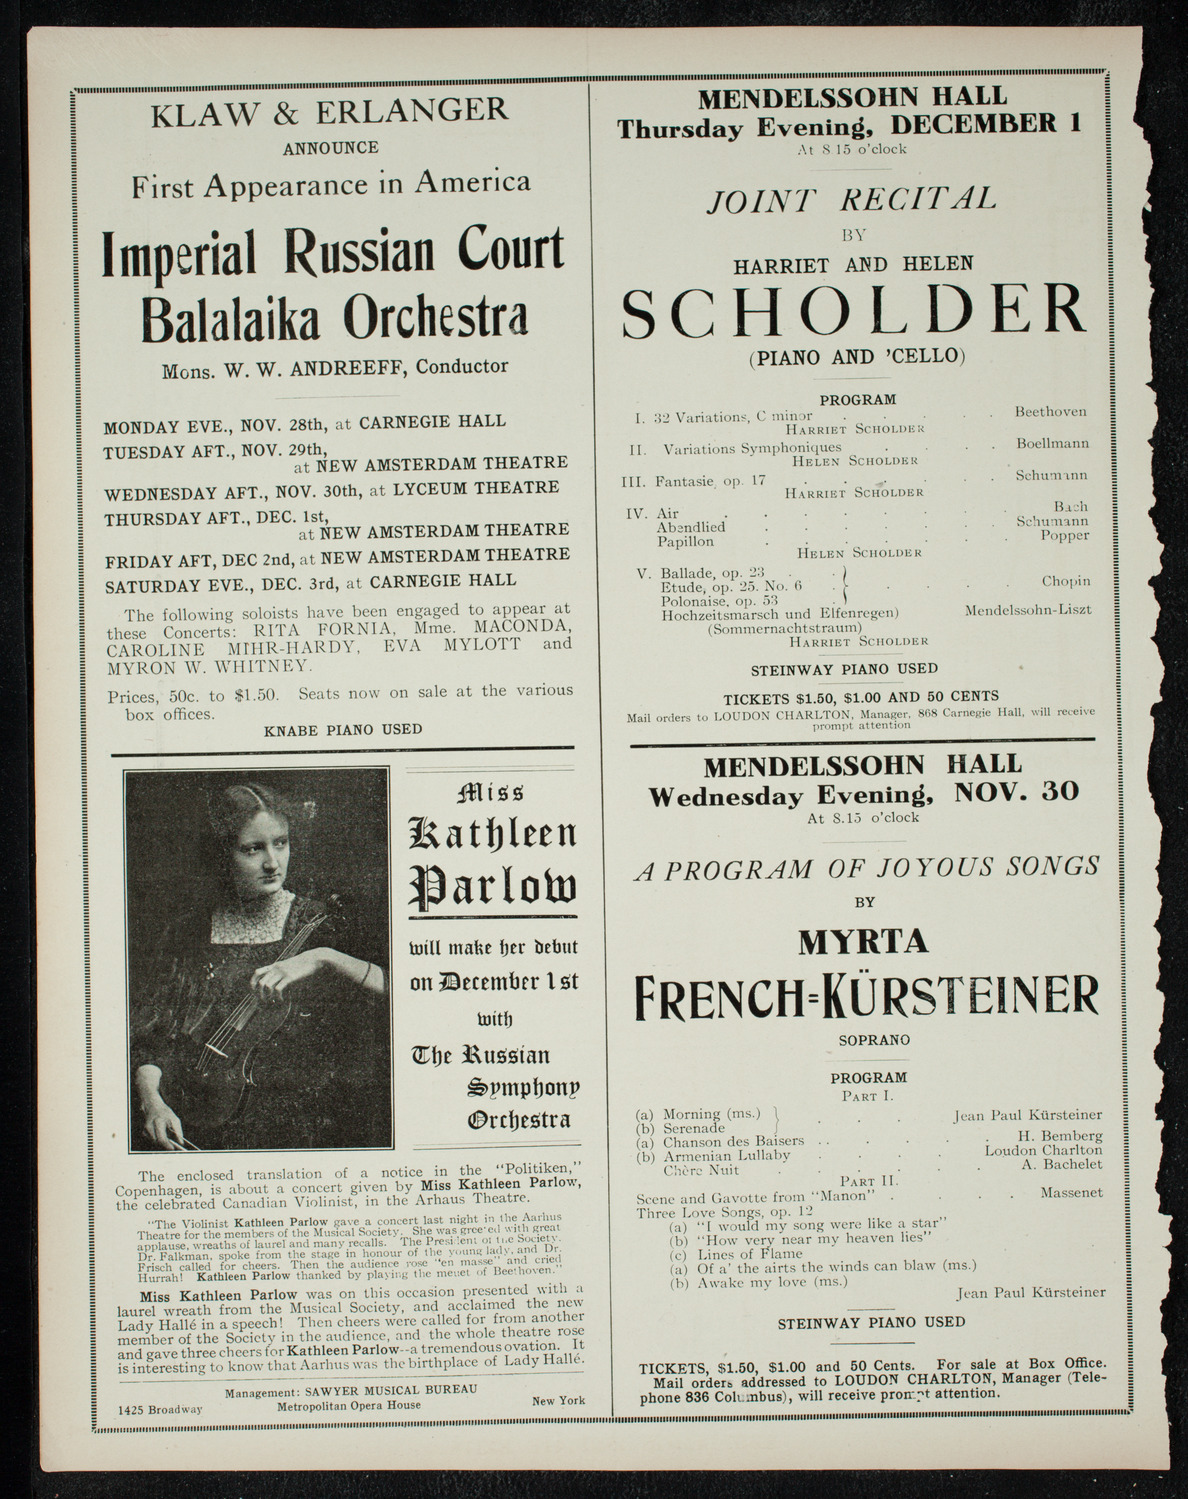 KLAW & ERLANGER
ANNOUNCE
First Appearance in America
Imperial Russian Court
Balalaika Orchestra
Mons. W. W. ANDREEFF, Conductor
MONDAY EVE., NOV. 28th, at CARNEGIE HALL
TUESDAY AFT., NOV. 29th,
at NEW AMSTERDAM THEATRE
WEDNESDAY AFT., NOV. 30th, at LYCEUM THEATRE
THURSDAY AFT., DEC. 1st,
at NEW AMSTERDAM THEATRE
FRIDAY AFT, DEC 2nd, at NEW AMSTERDAM THEATRE
SATURDAY EVE., DEC. 3rd, at CARNEGIE HALL
The following soloists have been engaged to appear at
these Concerts: RITA FORNIA, Mme. MACONDA,
CAROLINE MIHR-HARDY, EVA MYLOTT and
MYRON W. WHITNEY.
Prices, 50c. to $1.50. Seats now on sale at the various
box offices.
KNABE PIANO USED
Miss
Kathleen
Parlow
will make her debut
on December 1st
with
The Russian
Symphony
Orchestra
The enclosed translation of a notice in the "Politiken,"
Copenhagen, is about a concert given by Miss Kathleen Parlow,
the celebrated Canadian Violinist, in the Arhaus Theatre.
"The Violinist Kathleen Parlow gave a concert last night in the Aarhus
Theatre for the members of the Musical Society. She was greeted with great
applause, wreaths of laurel and many recalls. The President of the Society,
Dr. Falkman, spoke from the stage in honour of the young lady, and Dr.
Frisch called for cheers. Then the audience rose "en masse" and cried
Hurrah! Kathleen Parlow thanked by playing the meuet of Beethoven."
Miss Kathleen Parlow was on this occasion presented with a
laurel wreath from the Musical Society, and acclaimed the new
Lady Hallé in a speech! Then cheers were called for from another
member of the Society in the audience, and the whole theatre rose
and gave three cheers for Kathleen Parlow--a tremendous ovation. It
is interesting to know that Aarhus was the birthplace of Lady Hallé.
Management: SAWYER MUSICAL BUREAU
1425 Broadway Metropolitan Opera House New York
MENDELSSOHN HALL
Thursday Evening, DECEMBER 1
At 8 15 o'clock
JOINT RECITAL
BY
HARRIET AND HELEN
SCHOLDER
(PIANO AND 'CELLO)
PROGRAM
I. 32 Variations, C minor . . . . . Beethoven
HARRIET SCHOLDER
II. Variations Symphoniques . . . Boellmann
HELEN SCHOLDER
III. Fantasie, op. 17 . . . . . Schumann
HARRIET SCHOLDER
IV. Air . . . . . . . Bach
Abendlied . . . . . . . Schumann
Papillon . . . . . . . Popper
HELEN SCHOLDER
V. Ballade, op. 23 . .
Etude, op. 25. No. 6 . . . . Chopin
Polonaise, op. 53 .
Hochzeitsmarsch und Elfenregen) Mendelssohn-Liszt
(Sommernachtstraum)
HARRIET SCHOLDER
STEINWAY PIANO USED
TICKETS $1.50, $1.00 AND 50 CENTS
Mail orders to LOUDON CHARLTON, Manager, 868 Carnegie Hall, will receive
prompt attention
MENDELSSOHN HALL
Wednesday Evening, NOV. 30
At 8.15 o'clock
A PROGRAM OF JOYOUS SONGS
BY
MYRTA
FRENCH=KÜRSTEINER
SOPRANO
PROGRAM
PART I.
(a) Morning (ms.) } . . . Jean Paul Kürsteiner
(b) Serenade
(a) Chanson des Baisers . . . . . . H. Bemberg
(b) Armenian Lullaby . . . . . Loudon Charlton
Chère Nuit . . . . . . A. Bachelet
PART II.
Scene and Gavotte from "Manon" . . . . Massenet
Three Love Songs, op. 12
(a) "I would my song were like a star"
(b) "How very near my heaven lies"
(c) Lines of Flame
(a) Of a' the airts the winds can blaw (ms.)
(b) Awake my love (ms.)
Jean Paul Kürsteiner
STEINWAY PIANO USED
TICKETS, $1.50, $1.00 and 50 Cents. For sale at Box Office.
Mail orders addressed to LOUDON CHARLTON, Manager (Tele-
phone 836 Columbus), will receive prompt attention.